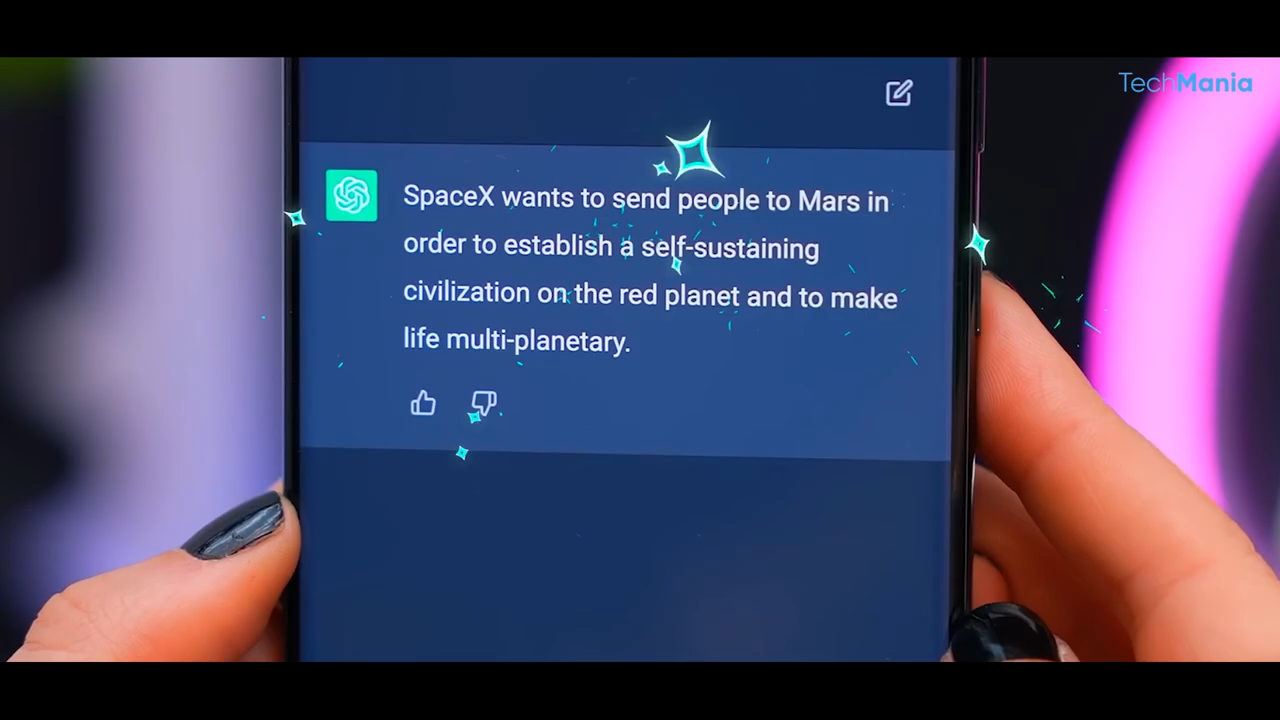 TechMania
SpaceX wants to send people to Mars in
order to establish a self-sustaining
civilization on the red planet and to make
life multi-planetary.